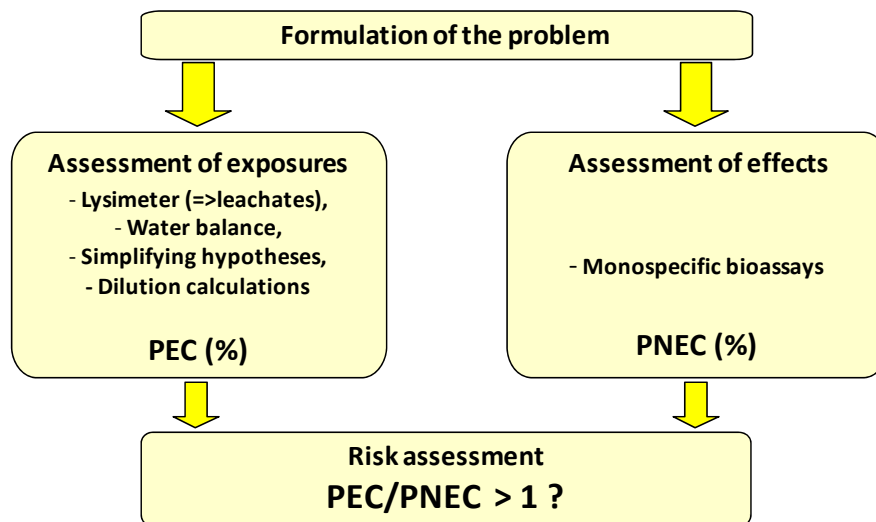 Formulation of the problem
Assessment of exposures
- Lysimeter (=>leachates),
- Water balance,
- Simplifying hypotheses,
- Dilution calculations
PEC (%)
Assessment of effects
- Monospecific bioassays
PNEC (%)
Risk assessment
PEC/PNEC > 1 ?